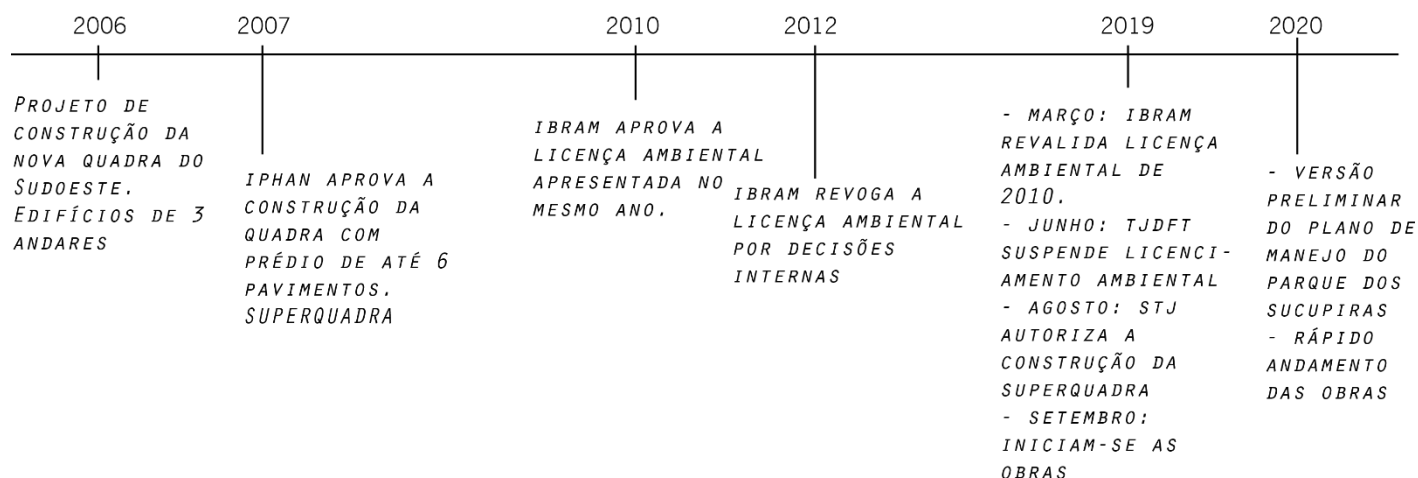 2006
2007
2010
2012
2019
2020
PROJETO DE
CONSTRUÇÃO DA
NOVA QUADRA DO
SUDOESTE.
EDIFÍCIOS DE 3
ANDARES
IPHAN APROVA A
CONSTRUÇÃO DA
QUADRA COM
PRÉDIO DE ATÉ 6
PAVIMENTOS.
SUPERQUADRA
IBRAM APROVA A
LICENÇA AMBIENTAL
APRESENTADA NO
MESMO ANO.
IBRAM REVOGA A
LICENÇA AMBIENTAL
POR DECISÕES
INTERNAS
- MARÇO: IBRAM
REVALIDA LICENÇA
AMBIENTAL DE
2010.
- JUNHO: TJDFT
SUSPENDE LICENCI-
AMENTO AMBIENTAL
- AGOSTO: STJ
AUTORIZA A
CONSTRUÇÃO DA
SUPERQUADRA
- SETEMBRO:
INICIAM-SE AS
OBRAS
- VERSÃO
PRELIMINAR
DO PLANO DE
MANEJO DO
PARQUE DOS
SUCUPIRAS
- RÁPIDO
ANDAMENTO
DAS OBRAS